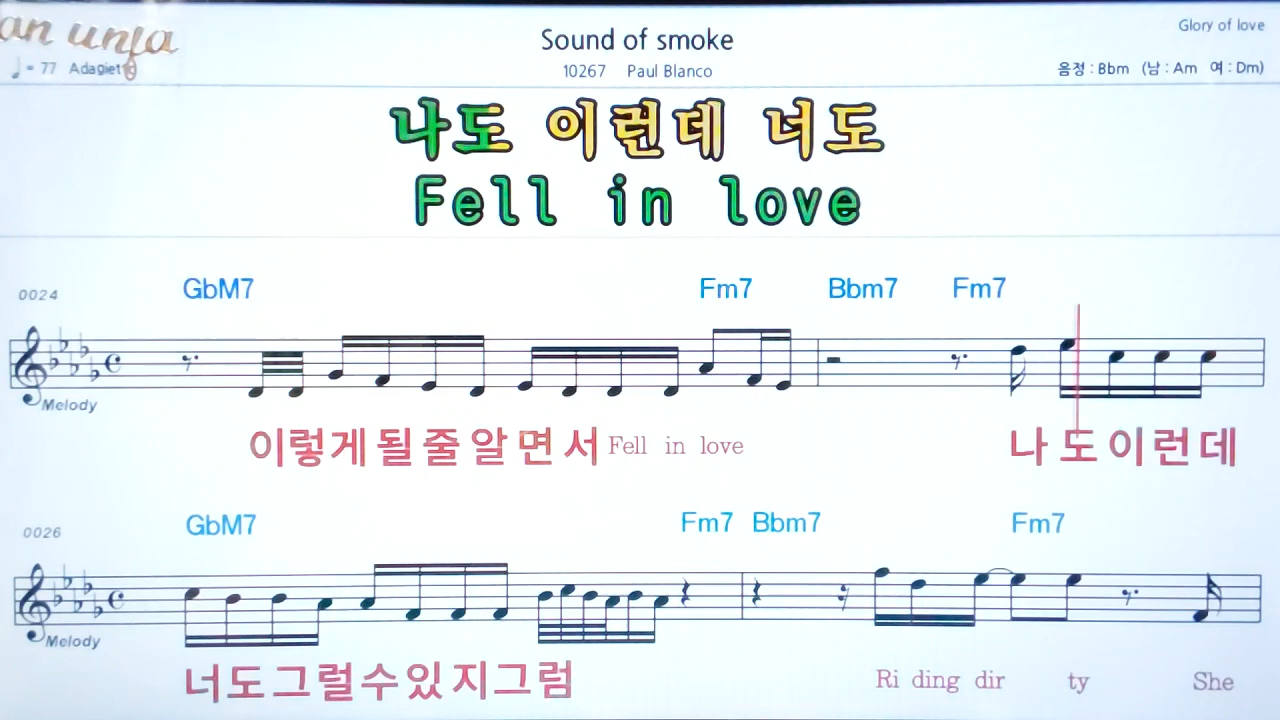 an unia
Sound of smoke
Glory of love
♩= 77 Adagietto
10267 Paul Blanco
음정 : Bbm (남 : Am 여 : Dm)
나도 이런데 너도
Fell in love
0024 GbM7 Fm7 Bbm7 Fm7
Melody
이렇게될줄알면서 Fell in love 나도이런데
0026 GbM7 Fm7 Bbm7 Fm7
Melody
너도그럴수있지그럼 Ri ding dir ty She